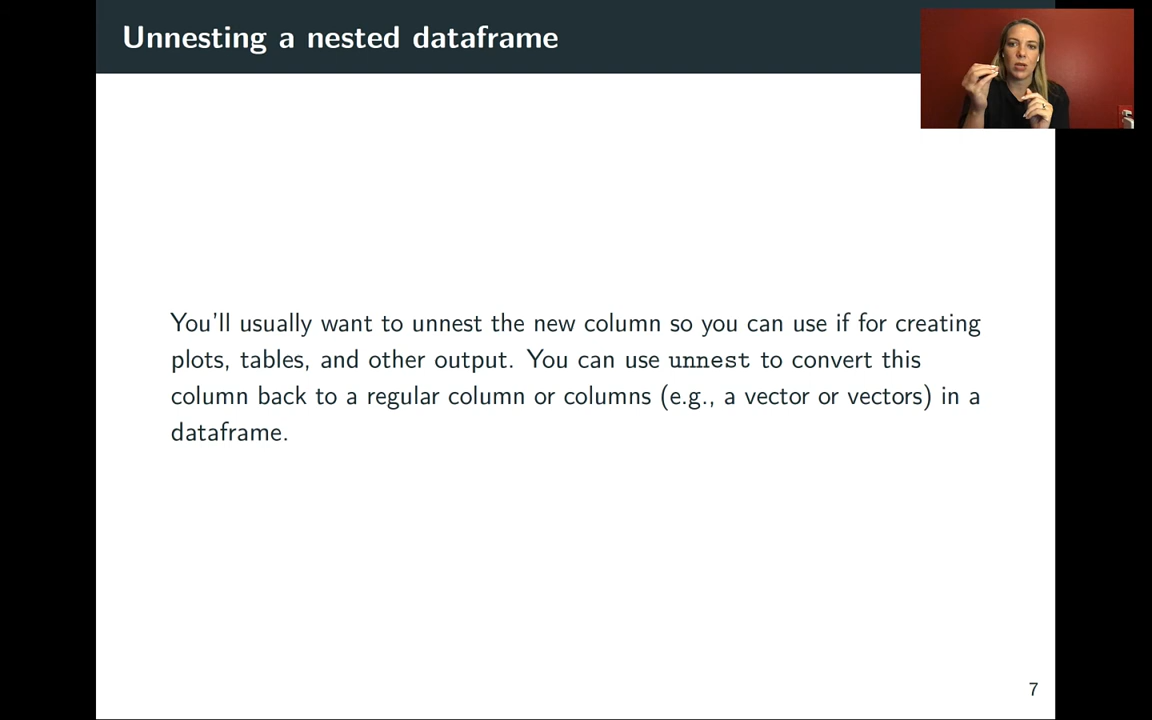 Unnesting a nested dataframe
You'll usually want to unnest the new column so you can use if for creating
plots, tables, and other output. You can use unnest to convert this
column back to a regular column or columns (e.g., a vector or vectors) in a
dataframe.
7